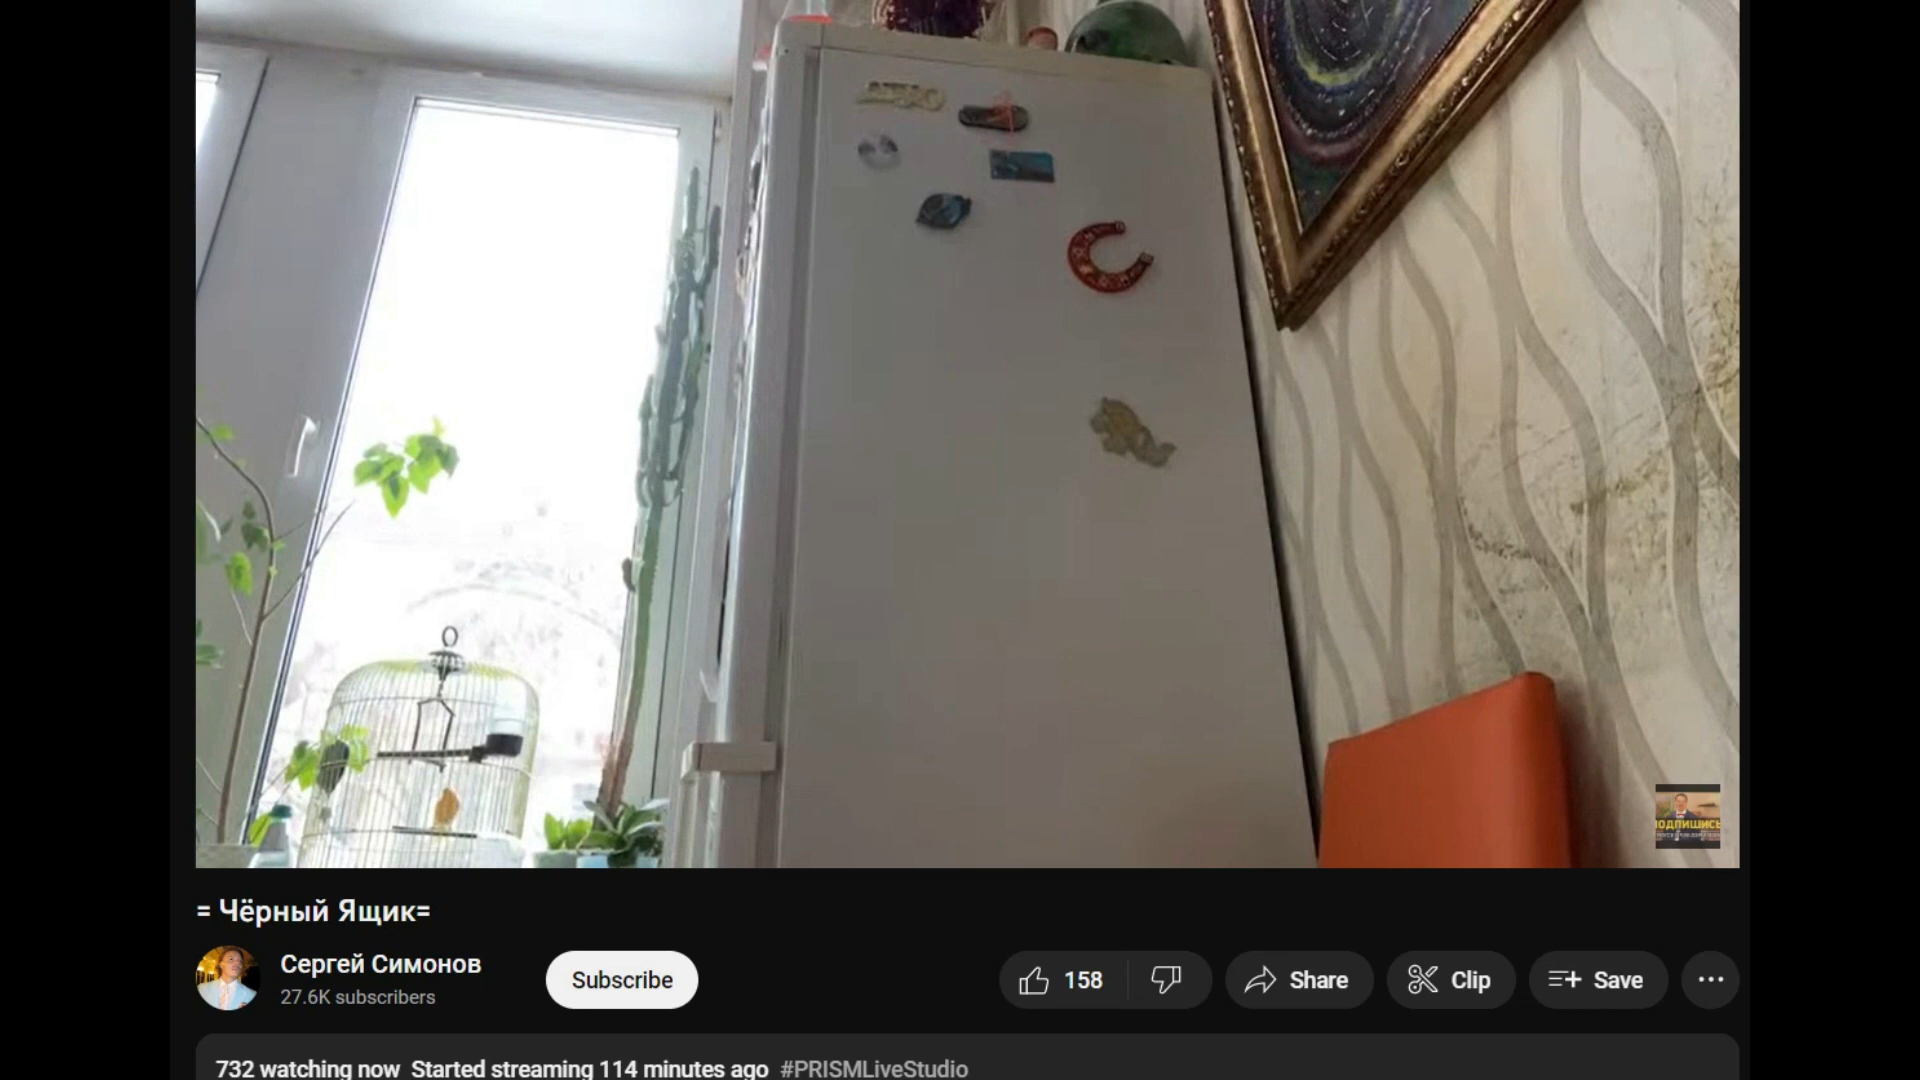 ПОДПИШИСЬ
= Чёрный Ящик=
Сергей Симонов
27.6K subscribers
Subscribe
158
Share
Clip
Save
732 watching now Started streaming 114 minutes ago #PRISMLiveStudio